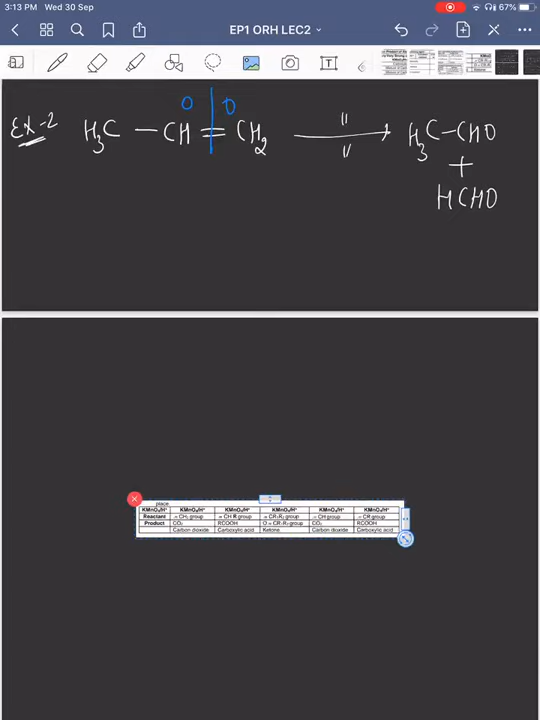 3:13 PM Wed 30 Sep
67%
EP1 ORH LEC2
T
Ex-2 H3C — CH = CH2 → H3C—CHO
O O
" "
+
HCHO
place.
KMnO4/H+ KMnO4/H+ KMnO4/H+ KMnO4/H+ KMnO4/H+ KMnO4/H+
Reactant = CH2 group = CH R group = CR1R2 group ≡ CH group ≡ CR group
Product CO2 RCOOH O = CR1R2 group CO2 RCOOH
Carbon dioxide Carboxylic acid Ketone Carbon dioxide Carboxylic acid